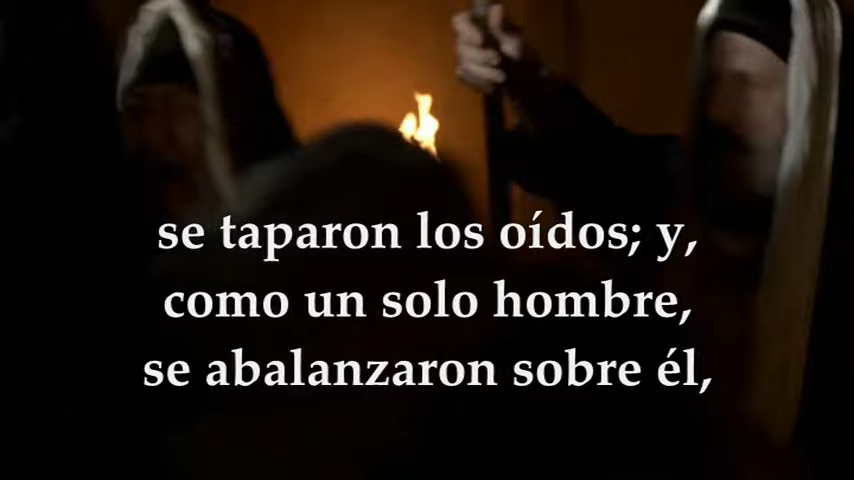 se taparon los oídos; y,
como un solo hombre,
se abalanzaron sobre él,